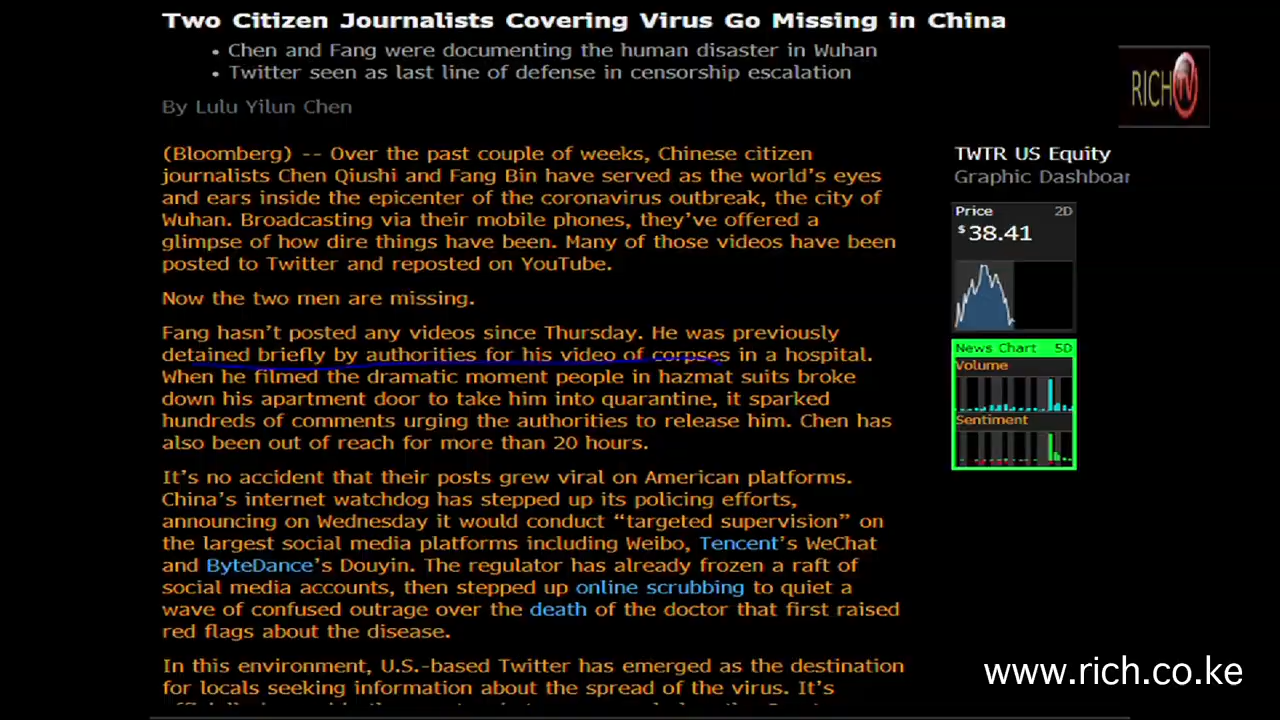 Two Citizen Journalists Covering Virus Go Missing in China
• Chen and Fang were documenting the human disaster in Wuhan
• Twitter seen as last line of defense in censorship escalation
By Lulu Yilun Chen
RICH TV
(Bloomberg) -- Over the past couple of weeks, Chinese citizen
journalists Chen Qiushi and Fang Bin have served as the world's eyes
and ears inside the epicenter of the coronavirus outbreak, the city of
Wuhan. Broadcasting via their mobile phones, they've offered a
glimpse of how dire things have been. Many of those videos have been
posted to Twitter and reposted on YouTube.
Now the two men are missing.
Fang hasn't posted any videos since Thursday. He was previously
detained briefly by authorities for his video of corpses in a hospital.
When he filmed the dramatic moment people in hazmat suits broke
down his apartment door to take him into quarantine, it sparked
hundreds of comments urging the authorities to release him. Chen has
also been out of reach for more than 20 hours.
It's no accident that their posts grew viral on American platforms.
China's internet watchdog has stepped up its policing efforts,
announcing on Wednesday it would conduct “targeted supervision” on
the largest social media platforms including Weibo, Tencent's WeChat
and ByteDance's Douyin. The regulator has already frozen a raft of
social media accounts, then stepped up online scrubbing to quiet a
wave of confused outrage over the death of the doctor that first raised
red flags about the disease.
In this environment, U.S.-based Twitter has emerged as the destination
for locals seeking information about the spread of the virus. It's
TWTR US Equity
Graphic Dashboar
Price 2D
$38.41
News Chart 5D
Volume
Sentiment
www.rich.co.ke